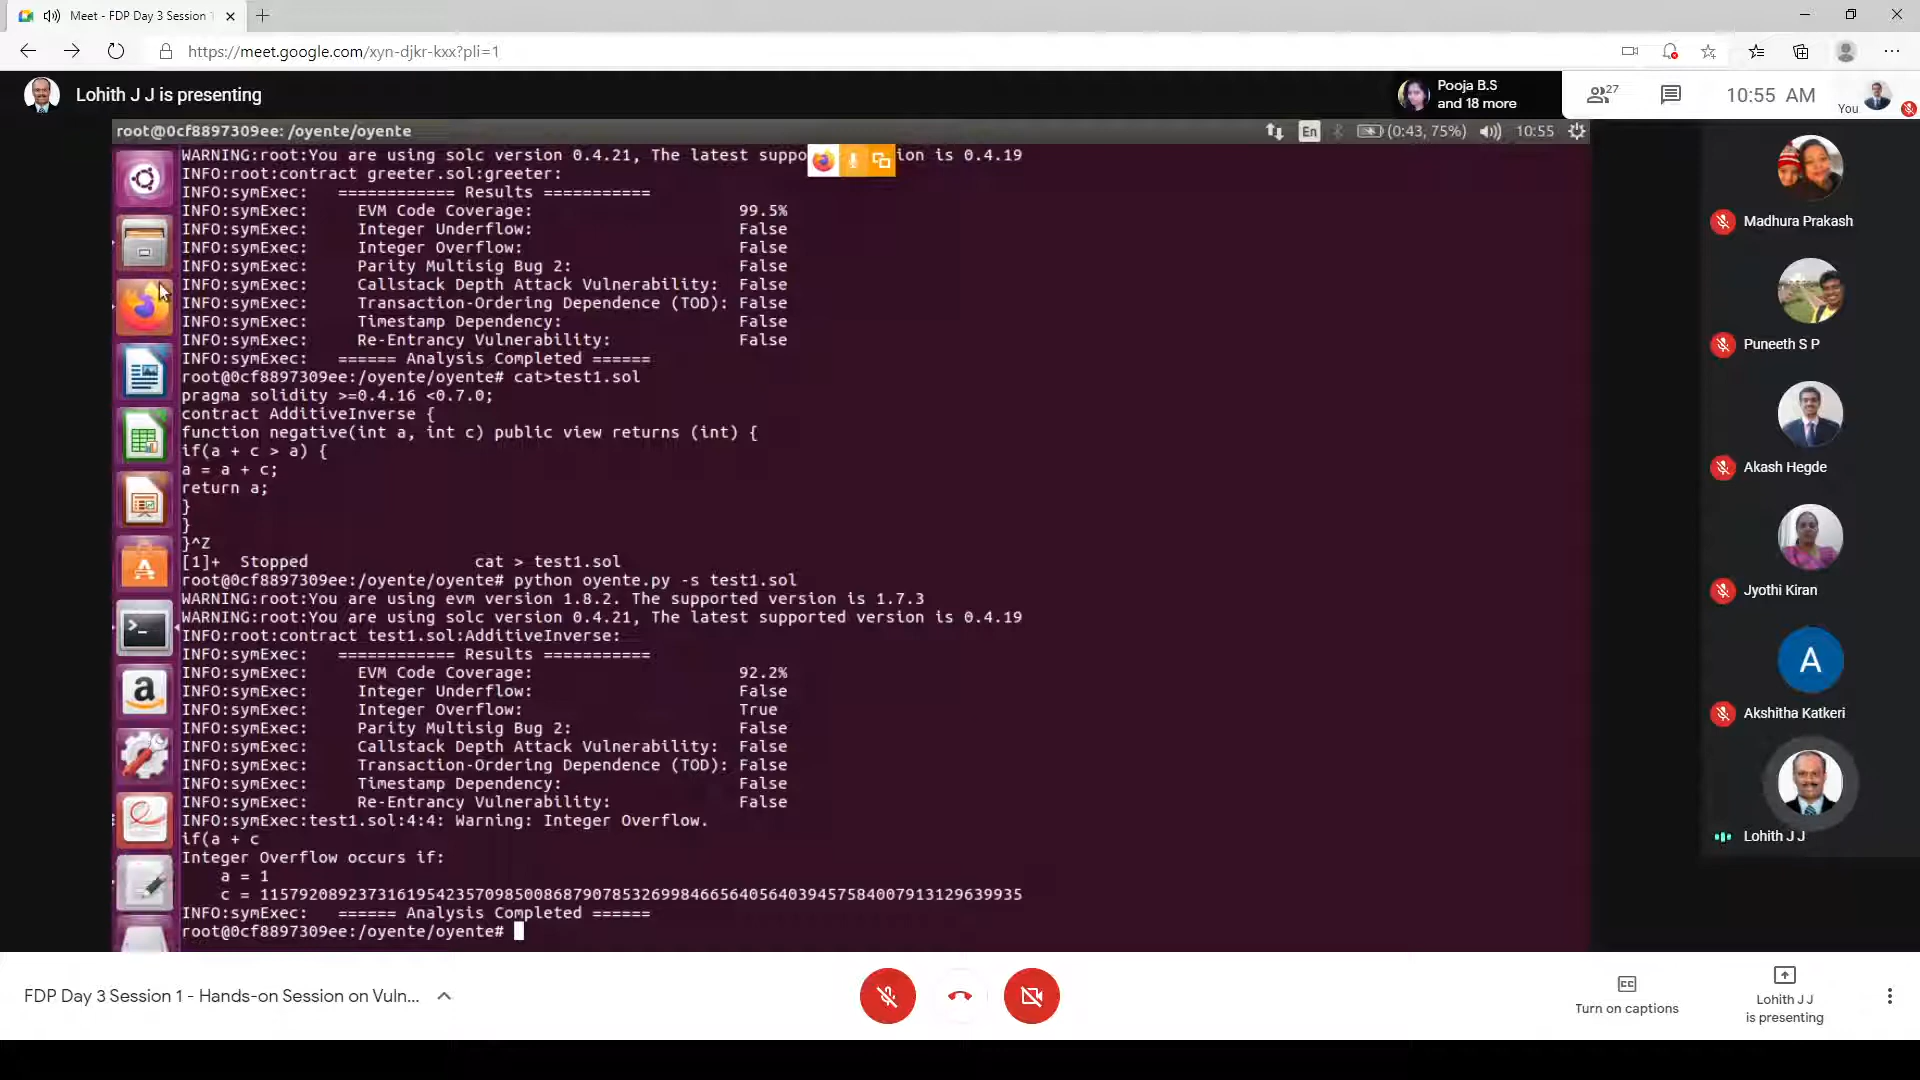 Meet - FDP Day 3 Session 1
https://meet.google.com/xyn-djkr-kxx?pli=1
Lohith J J is presenting
Pooja B.S
and 18 more
27
10:55 AM
You
root@0cf8897309ee: /oyente/oyente
En
(0:43, 75%)
10:55
WARNING:root:You are using solc version 0.4.21, The latest suppo ion is 0.4.19
INFO:root:contract greeter.sol:greeter:
INFO:symExec: ============ Results ===========
INFO:symExec: EVM Code Coverage: 99.5%
INFO:symExec: Integer Underflow: False
INFO:symExec: Integer Overflow: False
INFO:symExec: Parity Multisig Bug 2: False
INFO:symExec: Callstack Depth Attack Vulnerability: False
INFO:symExec: Transaction-Ordering Dependence (TOD): False
INFO:symExec: Timestamp Dependency: False
INFO:symExec: Re-Entrancy Vulnerability: False
INFO:symExec: ====== Analysis Completed ======
root@0cf8897309ee:/oyente/oyente# cat>test1.sol
pragma solidity >=0.4.16 <0.7.0;
contract AdditiveInverse {
function negative(int a, int c) public view returns (int) {
if(a + c > a) {
a = a + c;
return a;
}
}
}^Z
[1]+ Stopped cat > test1.sol
root@0cf8897309ee:/oyente/oyente# python oyente.py -s test1.sol
WARNING:root:You are using evm version 1.8.2. The supported version is 1.7.3
WARNING:root:You are using solc version 0.4.21, The latest supported version is 0.4.19
INFO:root:contract test1.sol:AdditiveInverse:
INFO:symExec: ============ Results ===========
INFO:symExec: EVM Code Coverage: 92.2%
INFO:symExec: Integer Underflow: False
INFO:symExec: Integer Overflow: True
INFO:symExec: Parity Multisig Bug 2: False
INFO:symExec: Callstack Depth Attack Vulnerability: False
INFO:symExec: Transaction-Ordering Dependence (TOD): False
INFO:symExec: Timestamp Dependency: False
INFO:symExec: Re-Entrancy Vulnerability: False
INFO:symExec:test1.sol:4:4: Warning: Integer Overflow.
if(a + c
Integer Overflow occurs if:
a = 1
c = 115792089237316195423570985008687907853269984665640564039457584007913129639935
INFO:symExec: ====== Analysis Completed ======
root@0cf8897309ee:/oyente/oyente#
Madhura Prakash
Puneeth S P
Akash Hegde
Jyothi Kiran
A
Akshitha Katkeri
Lohith J J
FDP Day 3 Session 1 - Hands-on Session on Vuln...
Turn on captions
Lohith J J
is presenting